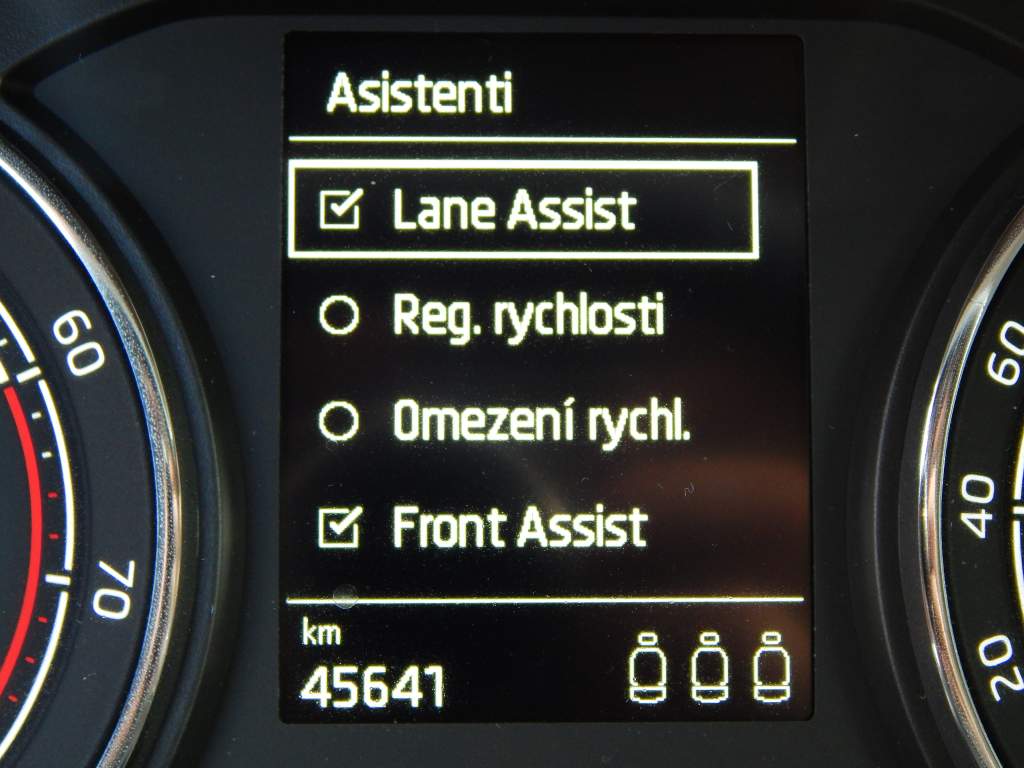 Asistenti
Lane Assist
Reg. rychlosti
Omezení rychl.
Front Assist
km
45641
60
70
60
40
20